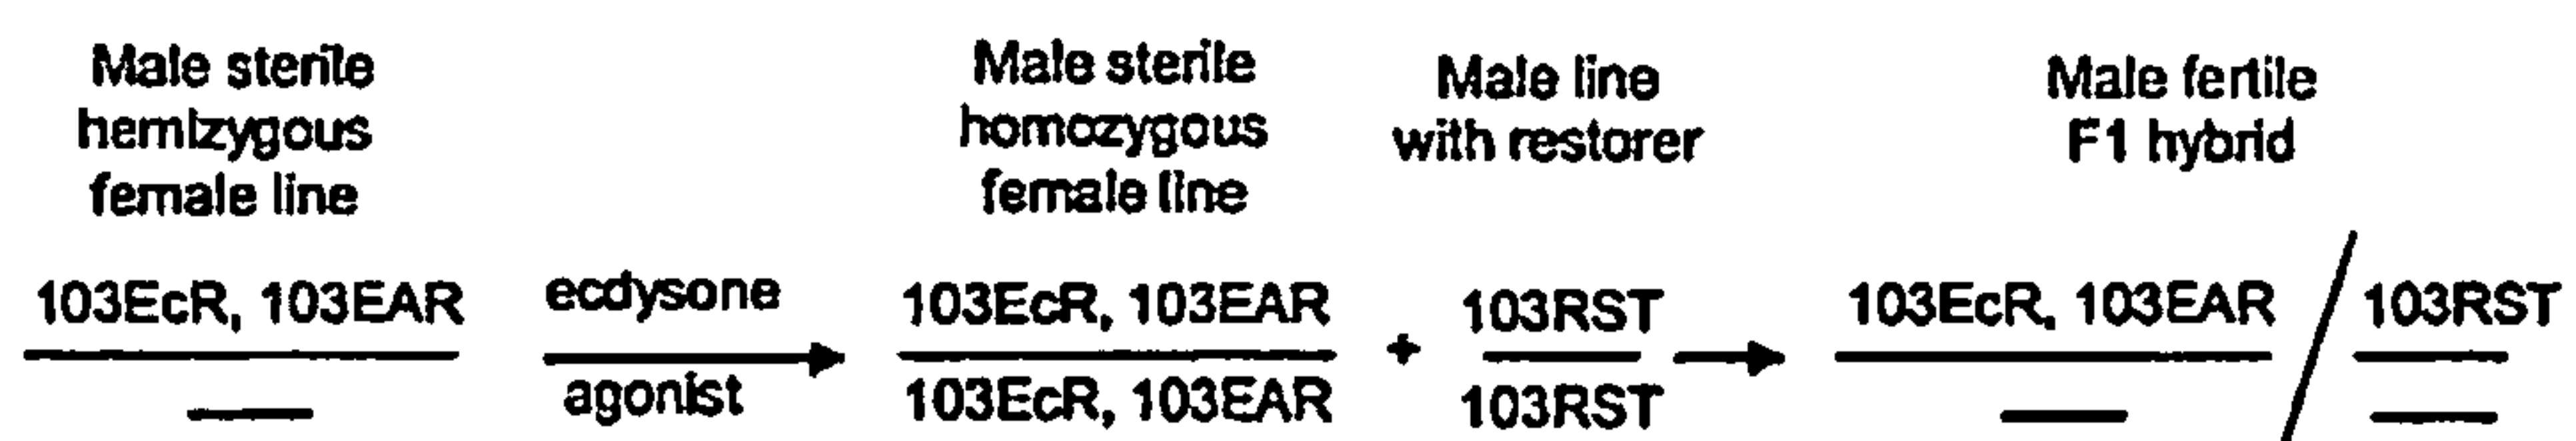 Male sterile
hemizygous
female line
Male sterile
homozygous
female line
Male line
with restorer
Male fertile
F1 hybrid
103EcR, 103EAR
ecdysone
agonist
103EcR, 103EAR
103EcR, 103EAR
+
103RST
103RST
103EcR, 103EAR
103RST